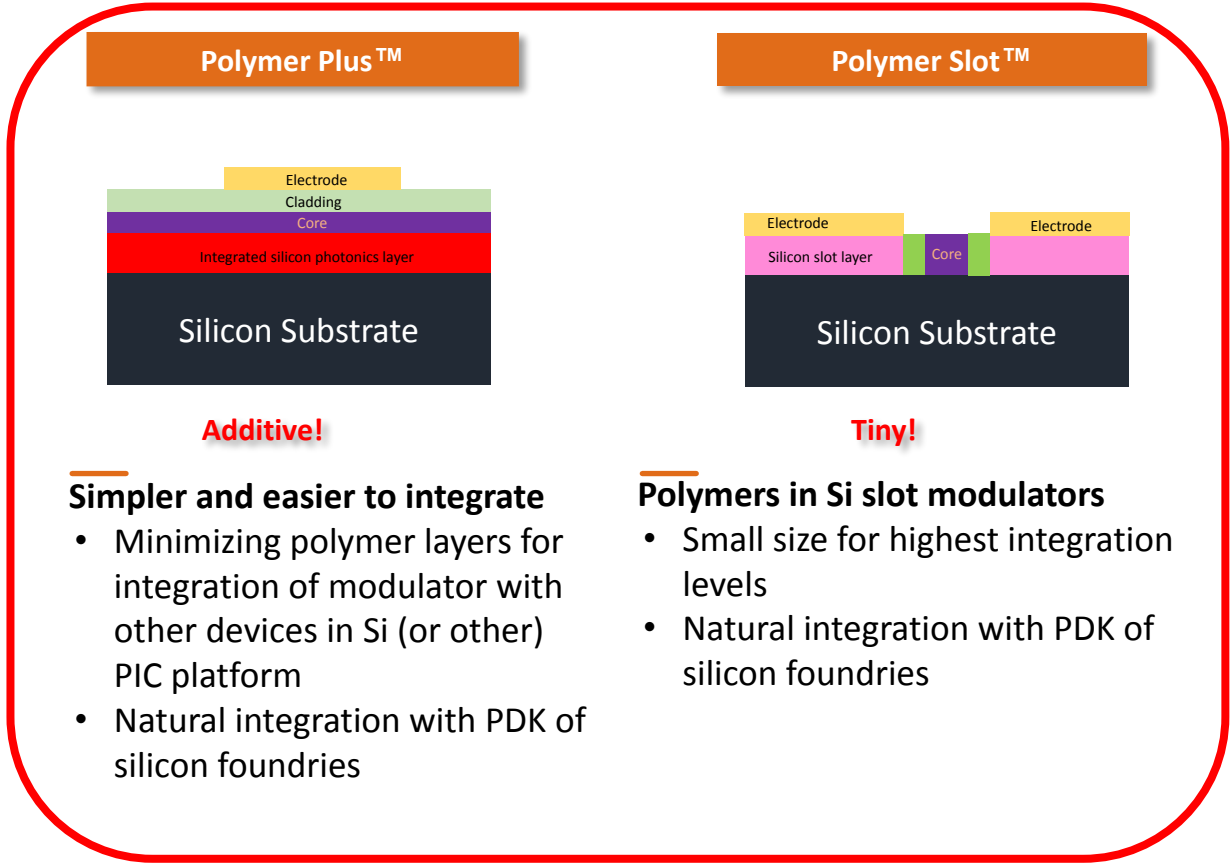 Polymer Plus™
Electrode
Cladding
Core
Integrated silicon photonics layer
Silicon Substrate
Additive!
Simpler and easier to integrate
• Minimizing polymer layers for
integration of modulator with
other devices in Si (or other)
PIC platform
• Natural integration with PDK of
silicon foundries
Polymer Slot™
Electrode
Electrode
Silicon slot layer
Core
Silicon Substrate
Tiny!
Polymers in Si slot modulators
• Small size for highest integration
levels
• Natural integration with PDK of
silicon foundries